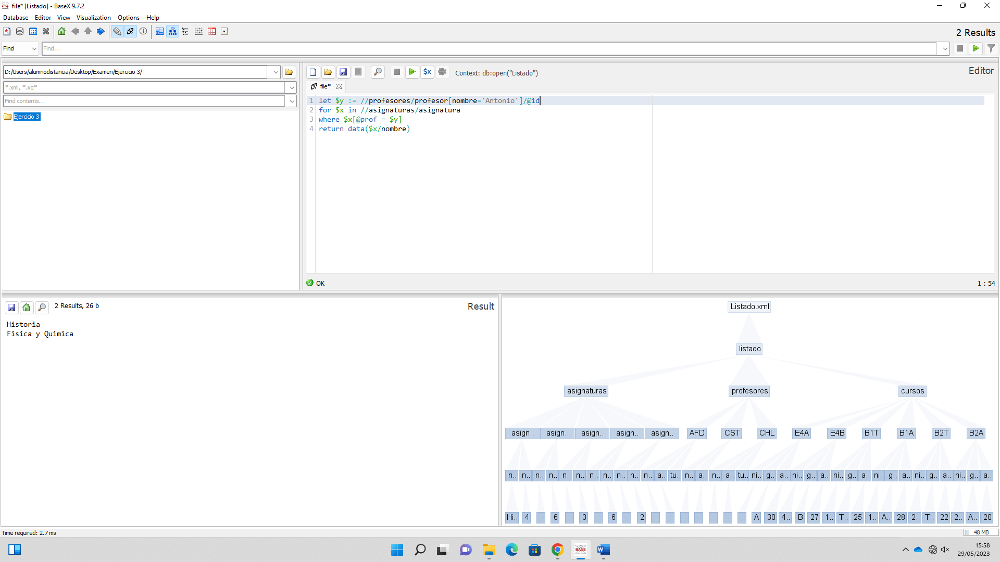 file* [Listado] - BaseX 9.7.2
Database Editor View Visualization Options Help
2 Results
Find Find...
D:/Users/alumnodistancia/Desktop/Examen/Ejercicio 3/
*.xml, *.xq*
Find contents...
Ejercicio 3
Context: db:open("Listado")
Editor
file*
1 let $y := //profesores/profesor[nombre='Antonio']/@id
2 for $x in //asignaturas/asignatura
3 where $x[@prof = $y]
4 return data($x/nombre)
OK
1 : 54
2 Results, 26 b
Result
Historia
Fisica y Quimica
Listado.xml
listado
asignaturas profesores cursos
asign.. asign.. asign.. asign.. asign.. AFD CST CHL E4A E4B B1T B1A B2T B2A
n.. n.. n.. n.. n.. n.. n.. n.. n.. n.. n.. a.. tu.. n.. a.. n.. a.. tu.. ni.. g.. a.. ni.. g.. a.. ni.. g.. a.. ni.. g.. a.. ni.. g.. a.. ni.. g.. a..
Hi.. 4 6 3 6 2 A 30 4.. B 27 1.. T.. 25 1.. A.. 28 2.. T.. 22 2.. A.. 20
Time required: 2.7 ms
48 MB
BASE
W
15:58
29/05/2023